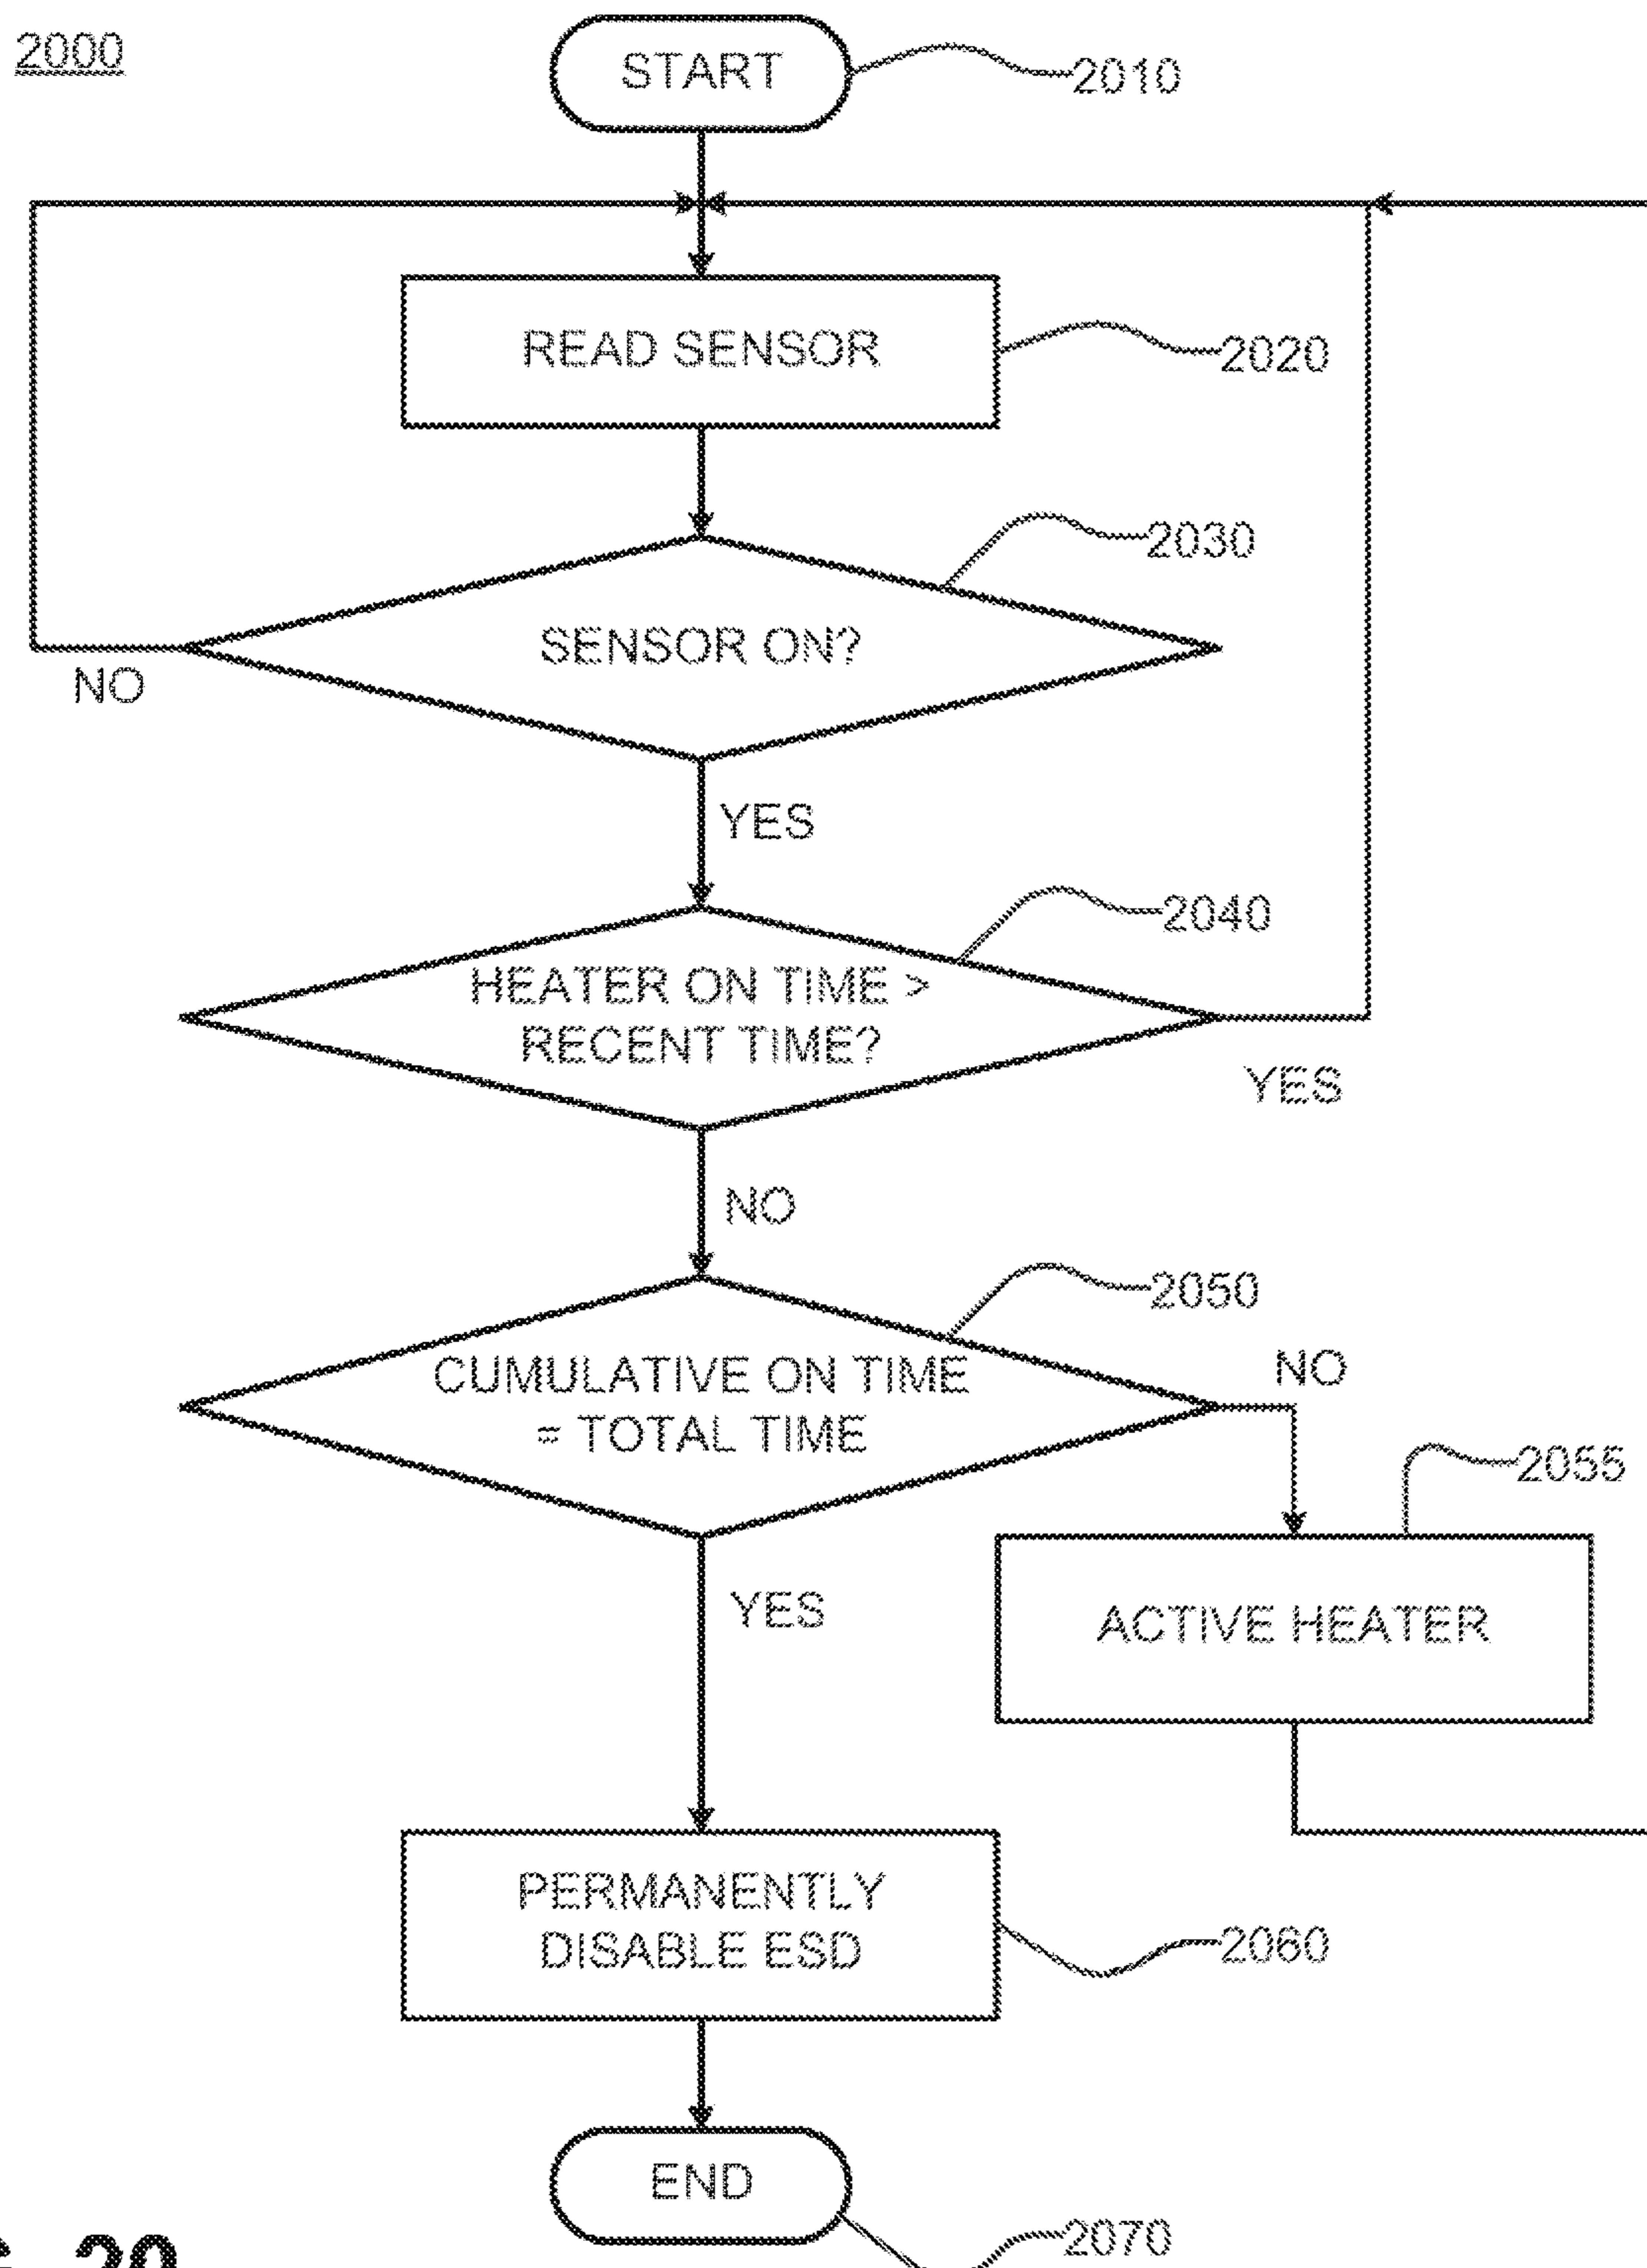 2000
START
2010
READ SENSOR
2020
2030
SENSOR ON?
NO
YES
2040
HEATER ON TIME >
RECENT TIME?
YES
NO
2050
CUMULATIVE ON TIME
= TOTAL TIME
NO
2055
YES
ACTIVE HEATER
PERMANENTLY
DISABLE ESD
2060
END
2070
20